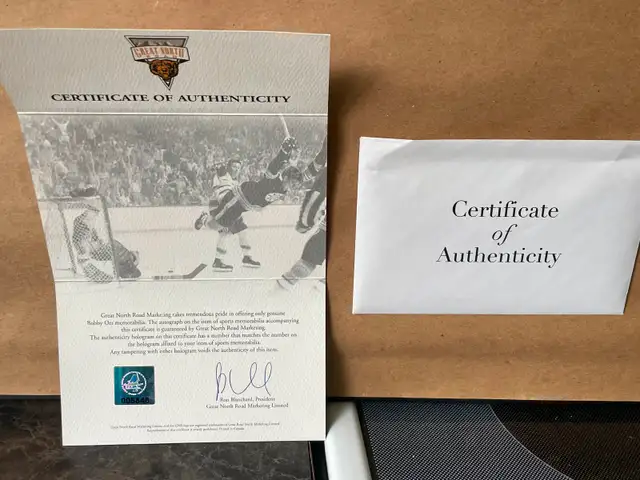 GREAT NORTH
CERTIFICATE OF AUTHENTICITY
Great North Road Marketing takes tremendous pride in offering only genuine
Bobby Orr memorabilia. The autograph on the item of sports memorabilia accompanying
this certificate is guaranteed by Great North Road Marketing.
The authenticity hologram on this certificate has a number that matches the number on
the hologram affixed to your item of sports memorabilia.
Any tampering with either hologram voids the authenticity of this item.
Ron Blanchard, President
Great North Road Marketing Limited
Certificate
of
Authenticity